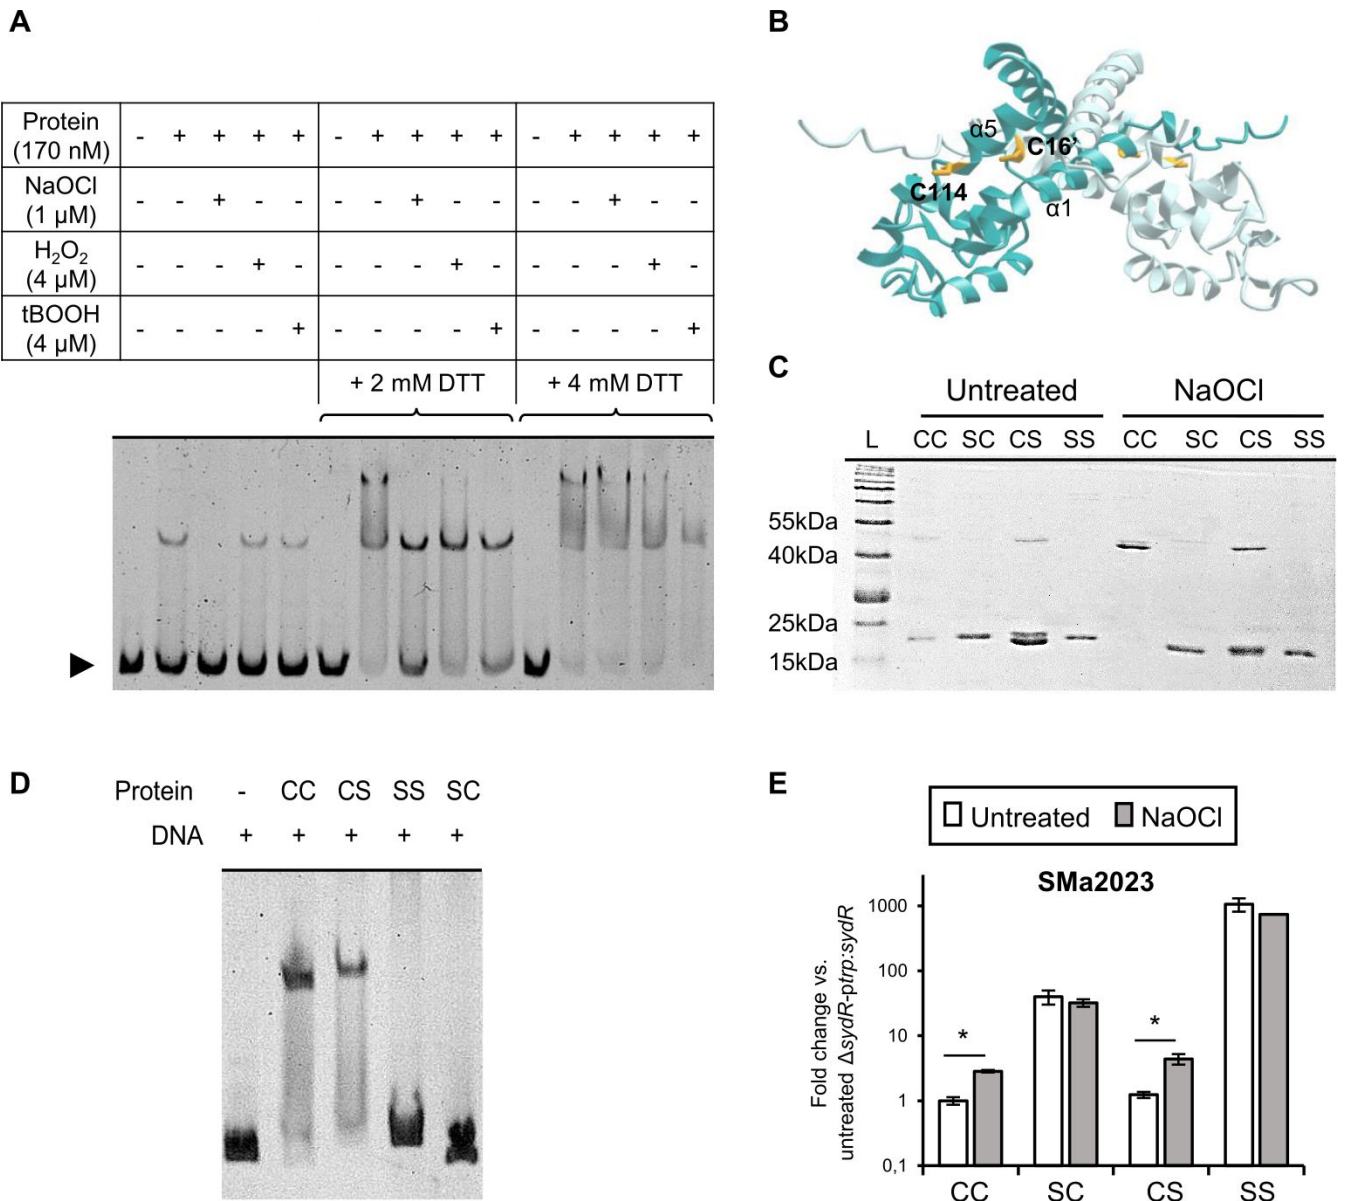 A
Protein - + + + + - + + + + - + + + +
(170 nM)
NaOCl - - + - - - - + - - - - + - -
(1 µM)
H₂O₂ - - - + - - - - + - - - - + -
(4 µM)
tBOOH - - - - + - - - - + - - - - +
(4 µM)
+ 2 mM DTT + 4 mM DTT
B
α5
C16'
C114
α1
C
Untreated NaOCl
L CC SC CS SS CC SC CS SS
55kDa
40kDa
25kDa
15kDa
D
Protein - CC CS SS SC
DNA + + + + +
E
Untreated NaOCl
SMa2023
Fold change vs.
untreated ΔsydR-ptrp:sydR
1000
100
10
1
0,1
* *
CC SC CS SS